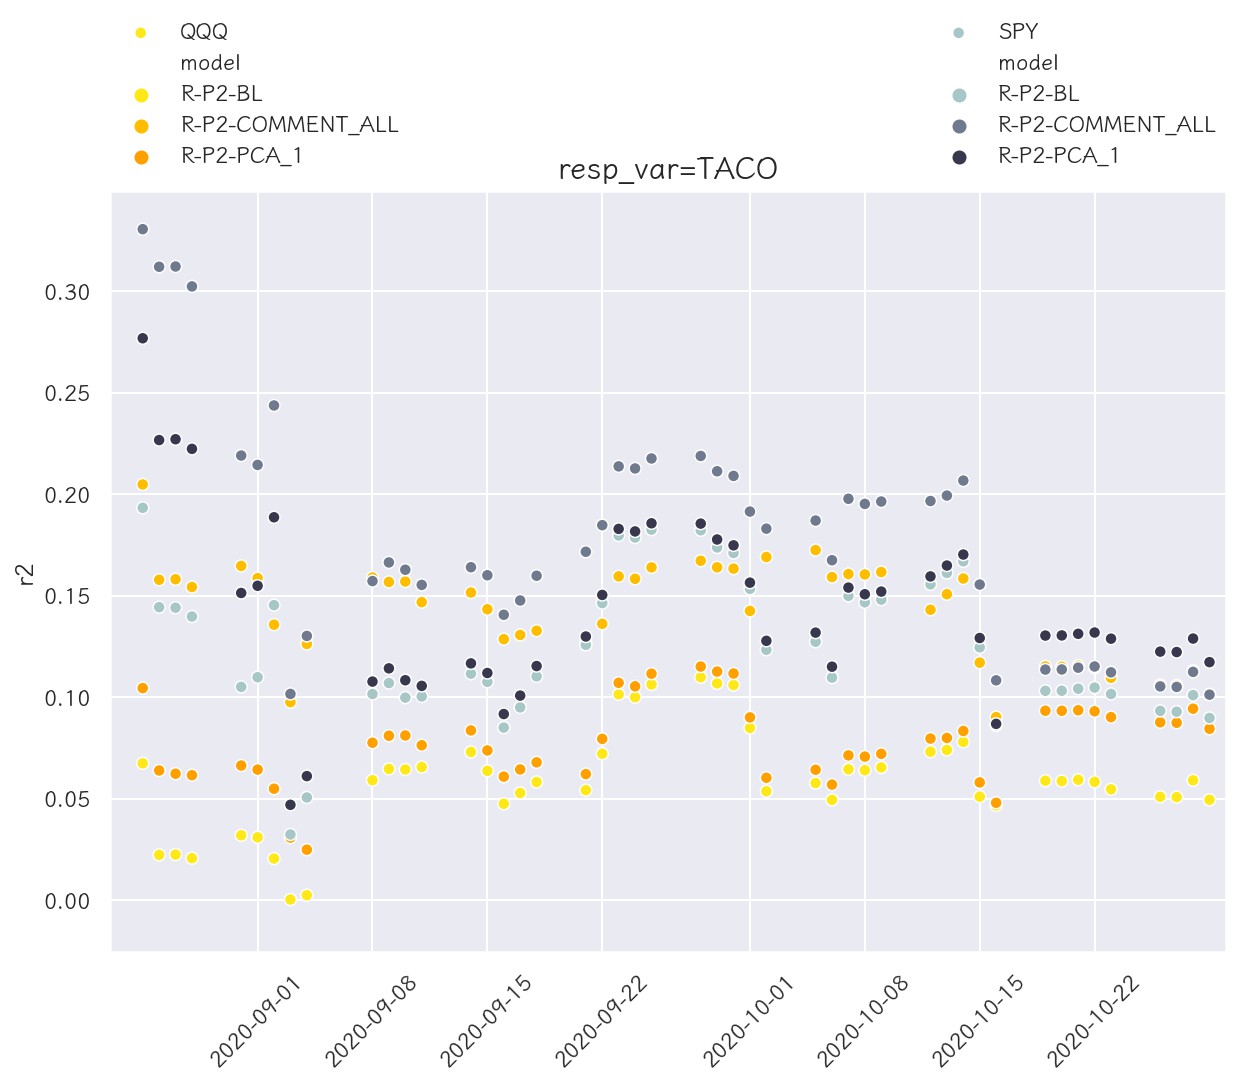 QQQ
model
R-P2-BL
R-P2-COMMENT_ALL
R-P2-PCA_1
SPY
model
R-P2-BL
R-P2-COMMENT_ALL
R-P2-PCA_1
resp_var=TACO
r2
0.30
0.25
0.20
0.15
0.10
0.05
0.00
2020-09-01
2020-09-08
2020-09-15
2020-09-22
2020-10-01
2020-10-08
2020-10-15
2020-10-22